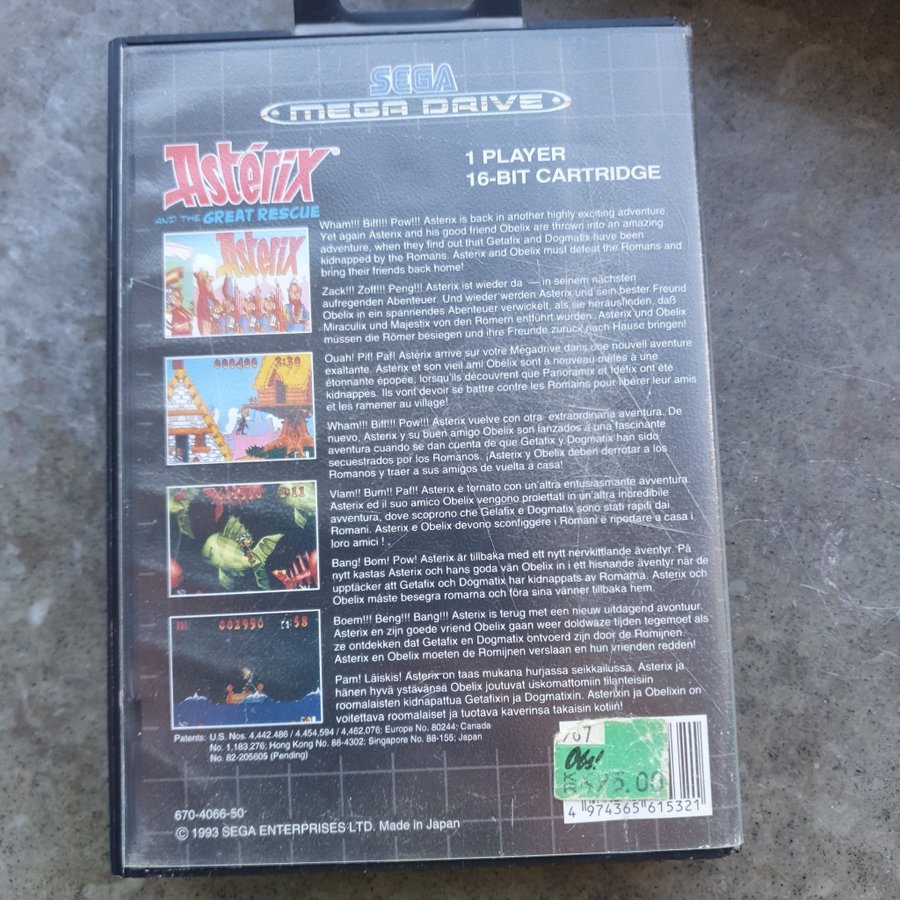 SEGA
MEGA DRIVE
Astérix®
AND THE GREAT RESCUE
1 PLAYER
16-BIT CARTRIDGE
Wham!!! Biff!!! Pow!!! Asterix is back in another highly exciting adventure.
Yet again Asterix and his good friend Obelix are thrown into an amazing
adventure, when they find out that Getafix and Dogmatix have been
kidnapped by the Romans. Asterix and Obelix must defeat the Romans and
bring their friends back home!
Zack!!! Zoff!!! Peng!!! Asterix ist wieder da — in seinem nächsten
aufregenden Abenteuer. Und wieder werden Asterix und sein bester Freund
Obelix in ein spannendes Abenteuer verwickelt, als sie herausfinden, daß
Miraculix und Majestix von den Römern entführt wurden. Asterix und Obelix
müssen die Römer besiegen und ihre Freunde zurück nach Hause bringen!
Ouah! Pif! Paf! Astérix arrive sur votre Megadrive dans une nouvell aventure
exaltante. Astérix et son vieil ami Obelix sont à nouveau mêlés à une
étonnante épopée, lorsqu'ils découvrent que Panoramix et Idéfix ont été
kidnappés. Ils vont devoir se battre contre les Romains pour libérer leur amis
et les ramener au village!
Wham!!! Biff!!! Pow!!! Asterix vuelve con otra extraordinaria aventura. De
nuevo, Asterix y su buen amigo Obelix son lanzados a una fascinante
aventura cuando se dan cuenta de que Getafix y Dogmatix han sido
secuestrados por los Romanos. ¡Asterix y Obelix deben derrotar a los
Romanos y traer a sus amigos de vuelta a casa!
Vlam!! Bum!! Paf!! Asterix è tornato con un'altra entusiasmante avventura.
Asterix ed il suo amico Obelix vengono proiettati in un'altra incredibile
avventura, dove scoprono che Getafix e Dogmatix sono stati rapiti dai
Romani. Asterix e Obelix devono sconfiggere i Romani e riportare a casa i
loro amici ! .
Bang! Bom! Pow! Asterix är tillbaka med ett nytt nervkittlande äventyr. På
nytt kastas Asterix och hans goda vän Obelix in i ett hisnande äventyr när de
upptäcker att Getafix och Dogmatix har kidnappats av Romarna. Asterix och
Obelix måste besegra romarna och föra sina vänner tillbaka hem.
Boem!! Beng!! Bang!! Asterix is terug met een nieuw uitdagend avontuur.
Asterix en zijn goede vriend Obelix gaan weer doldwaze tijden tegemoet als
ze ontdekken dat Getafix en Dogmatix ontvoerd zijn door de Romijnen.
Asterix en Obelix moeten de Romijnen verslaan en hun vrienden redden!
Pam! Läiskis! Asterix on taas mukana hurjassa seikkailussa. Asterix ja
hänen hyvä ystävänsä Obelix joutuvat uskomattomiin tilanteisiin
roomalaisten kidnapattua Getafixin ja Dogmatixin. Asterixin ja Obelixin on
voitettava roomalaiset ja tuotava kaverinsa takaisin kotiin!
Asterix
000400 3:30
002950 1:58
Patents: U.S. Nos. 4,442,486 / 4,454,594 / 4,462,076; Europe No. 80244; Canada
No. 1,183,276; Hong Kong No. 88-4302; Singapore No. 88-155; Japan
No. 82-205605 (Pending)
Obs!
95.00
4 974365 615321
670-4066-50
© 1993 SEGA ENTERPRISES LTD. Made in Japan